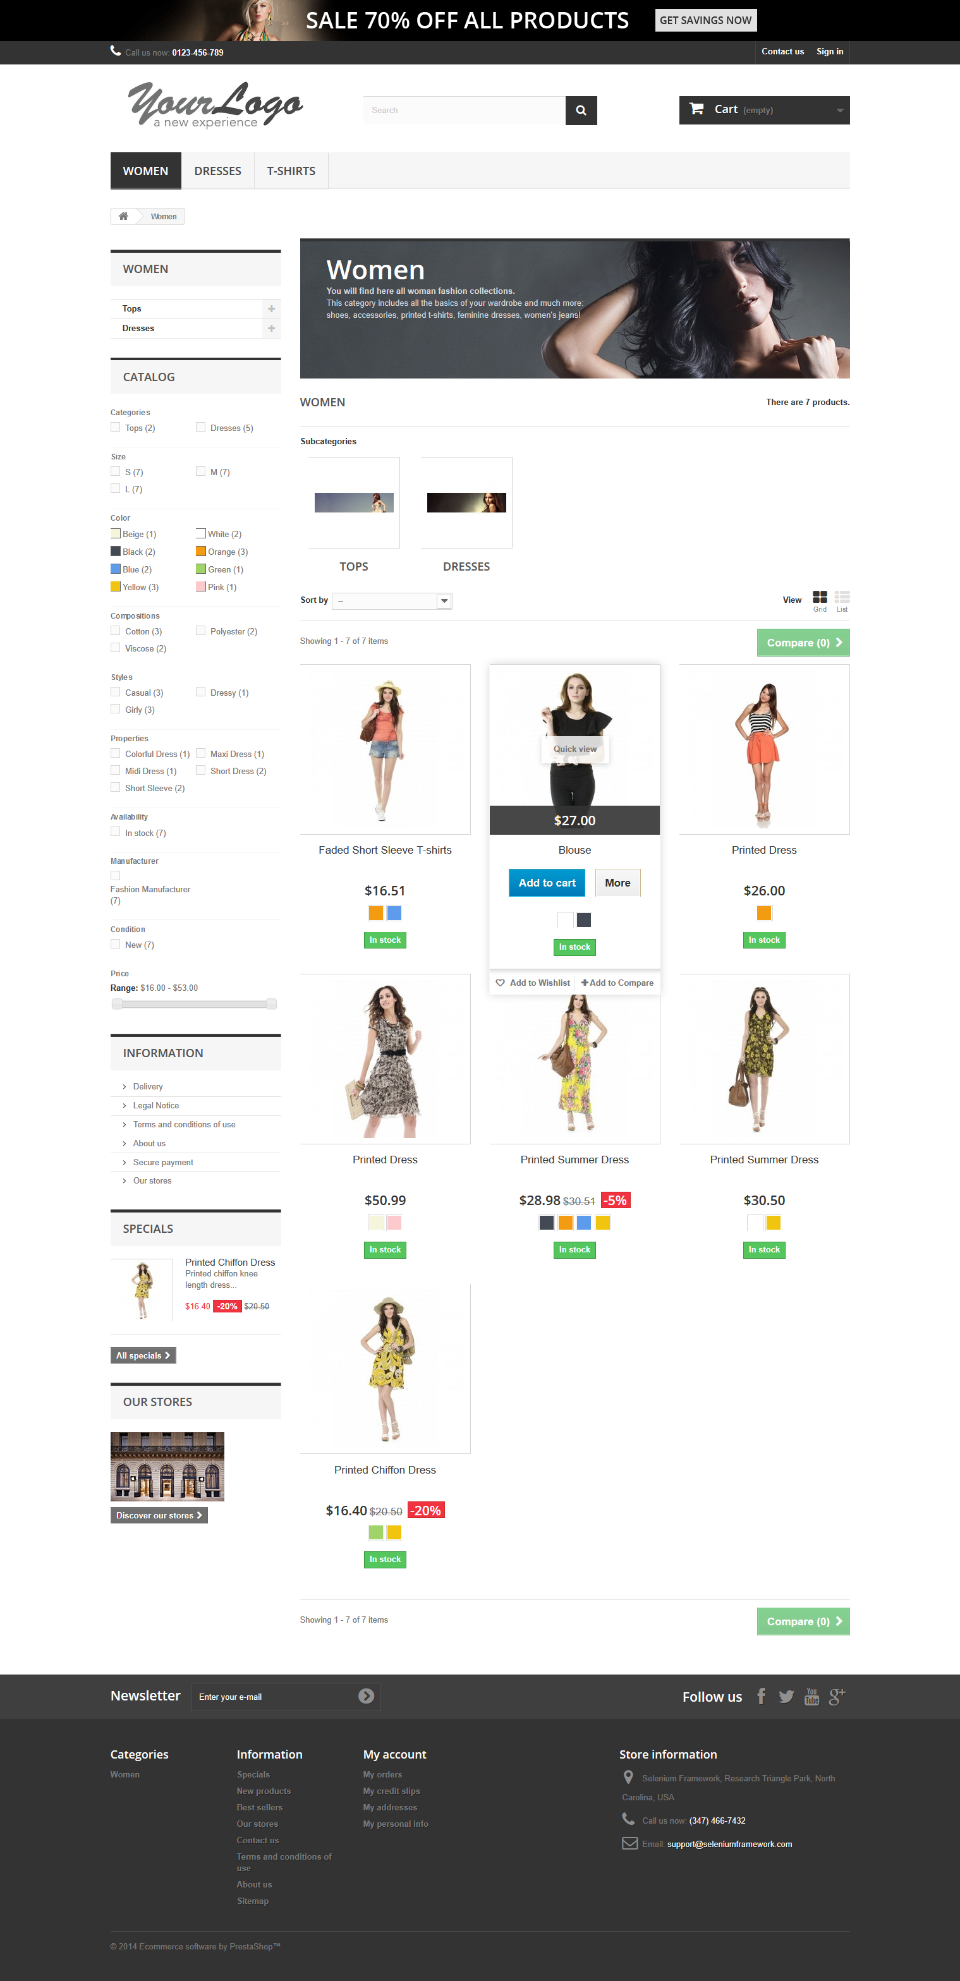 SALE 70% OFF ALL PRODUCTS
GET SAVINGS NOW
Call us now: 0123-456-789
Contact us
Sign in
YourLogo
a new experience
Search
Cart (empty)
WOMEN
DRESSES
T-SHIRTS
Women
WOMEN
Tops
Dresses
CATALOG
Categories
Tops (2)
Dresses (5)
Size
S (7)
M (7)
L (7)
Color
Beige (1)
White (2)
Black (2)
Orange (3)
Blue (2)
Green (1)
Yellow (3)
Pink (1)
Compositions
Cotton (3)
Polyester (2)
Viscose (2)
Styles
Casual (3)
Dressy (1)
Girly (3)
Properties
Colorful Dress (1)
Maxi Dress (1)
Midi Dress (1)
Short Dress (2)
Short Sleeve (2)
Availability
In stock (7)
Manufacturer
Fashion Manufacturer
(7)
Condition
New (7)
Price
Range: $16.00 - $53.00
INFORMATION
Delivery
Legal Notice
Terms and conditions of use
About us
Secure payment
Our stores
SPECIALS
Printed Chiffon Dress
Printed chiffon knee
length dress...
$16.40 -20% $20.50
All specials
OUR STORES
Discover our stores
Women
You will find here all woman fashion collections.
This category includes all the basics of your wardrobe and much more:
shoes, accessories, printed t-shirts, feminine dresses, women's jeans!
WOMEN
There are 7 products.
Subcategories
TOPS
DRESSES
Sort by
--
View
Grid
List
Showing 1 - 7 of 7 items
Compare (0)
Faded Short Sleeve T-shirts
$16.51
In stock
Quick view
$27.00
Blouse
Add to cart
More
In stock
Add to Wishlist
Add to Compare
Printed Dress
$26.00
In stock
Printed Dress
$50.99
In stock
Printed Summer Dress
$28.98 $30.51 -5%
In stock
Printed Summer Dress
$30.50
In stock
Printed Chiffon Dress
$16.40 $20.50 -20%
In stock
Showing 1 - 7 of 7 items
Compare (0)
Newsletter
Enter your e-mail
Follow us
You
Tube
Categories
Women
Information
Specials
New products
Best sellers
Our stores
Contact us
Terms and conditions of
use
About us
Sitemap
My account
My orders
My credit slips
My addresses
My personal info
Store information
Selenium Framework, Research Triangle Park, North
Carolina, USA
Call us now: (347) 466-7432
Email: support@seleniumframework.com
© 2014 Ecommerce software by PrestaShop™